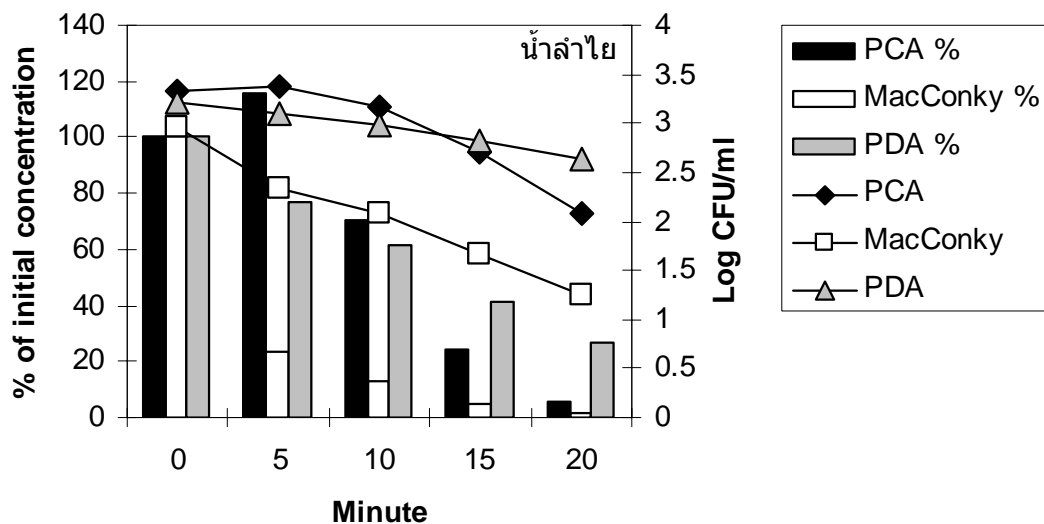 % of initial concentration
140
120
100
80
60
40
20
0
น้ำลำไย
4
3.5
3
2.5
2
1.5
1
0.5
0
Log CFU/ml
0 5 10 15 20
Minute
PCA %
MacConky %
PDA %
PCA
MacConky
PDA